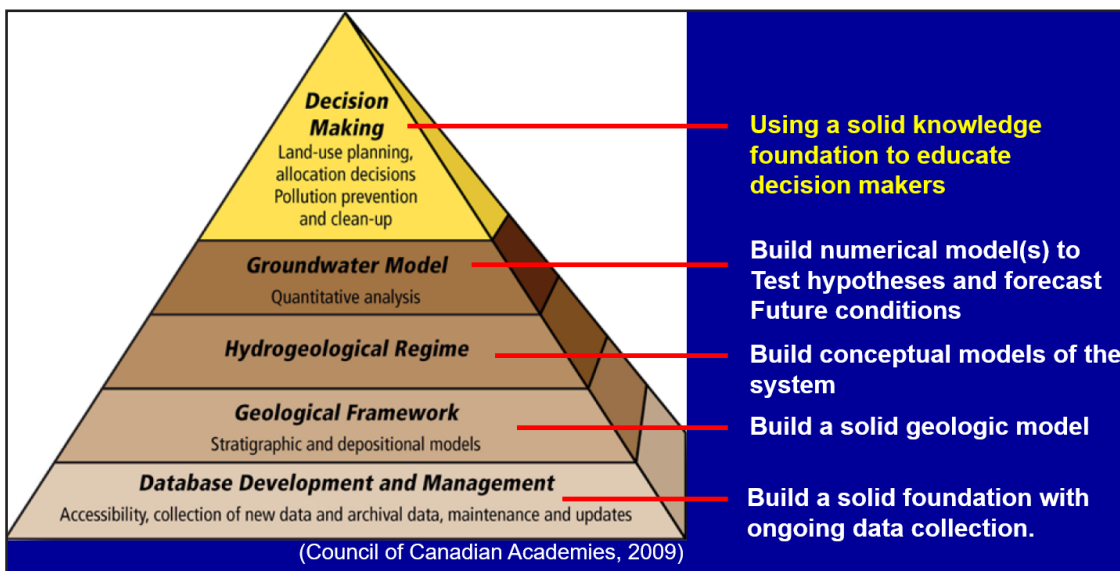 Decision
Making
Land-use planning,
allocation decisions
Pollution prevention
and clean-up
Using a solid knowledge
foundation to educate
decision makers
Groundwater Model
Quantitative analysis
Build numerical model(s) to
Test hypotheses and forecast
Future conditions
Hydrogeological Regime
Build conceptual models of the
system
Geological Framework
Stratigraphic and depositional models
Build a solid geologic model
Database Development and Management
Accessibility, collection of new data and archival data, maintenance and updates
Build a solid foundation with
ongoing data collection.
(Council of Canadian Academies, 2009)